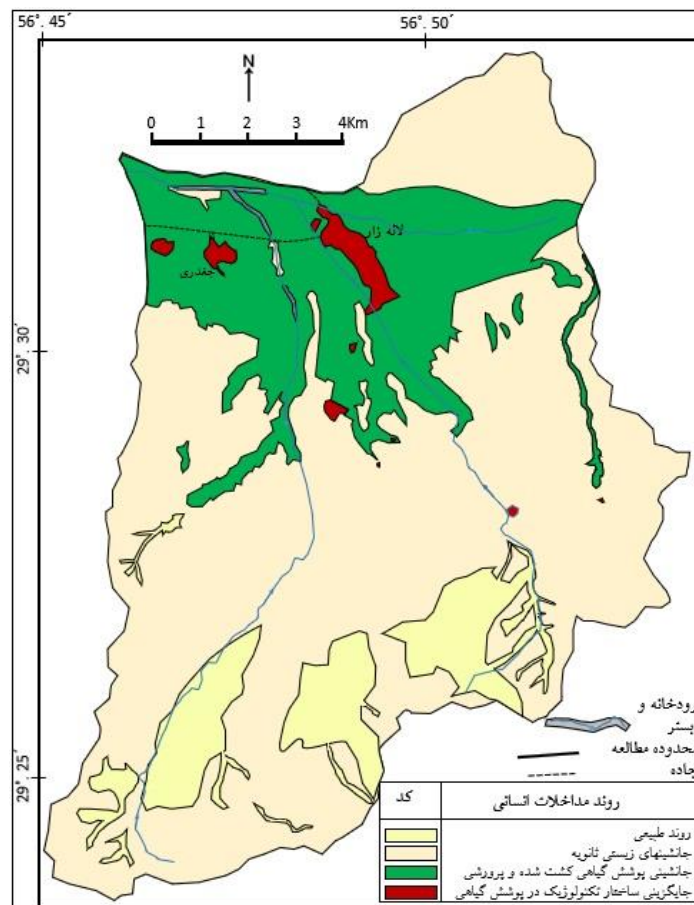 56°. 45´
56°. 50´
N
0 1 2 3 4Km
لاله زار
جغدری
29°. 30´
29°. 25´
رودخانه و
بستر
محدوده مطالعه
جاده
روند مداخلات انسانی
کد
روند طبیعی
جانشینهای زیستی ثانویه
جانشینی پوشش گیاهی کشت شده و پرورشی
جایگزینی ساختار تکنولوژیک در پوشش گیاهی